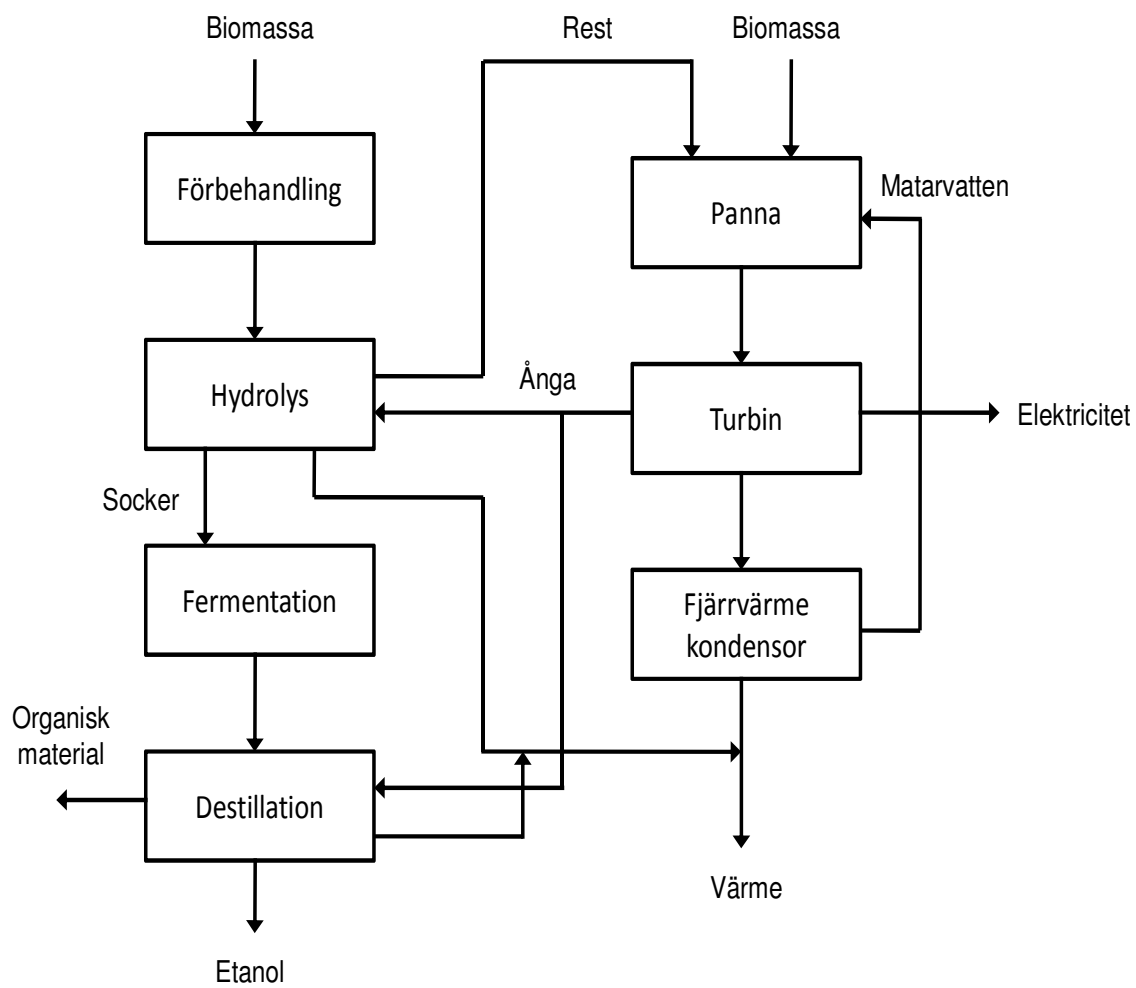 Biomassa
Rest
Biomassa
Förbehandling
Panna
Matarvatten
Hydrolys
Ånga
Turbin
Elektricitet
Socker
Fermentation
Fjärrvärme
kondensor
Organisk
material
Destillation
Värme
Etanol